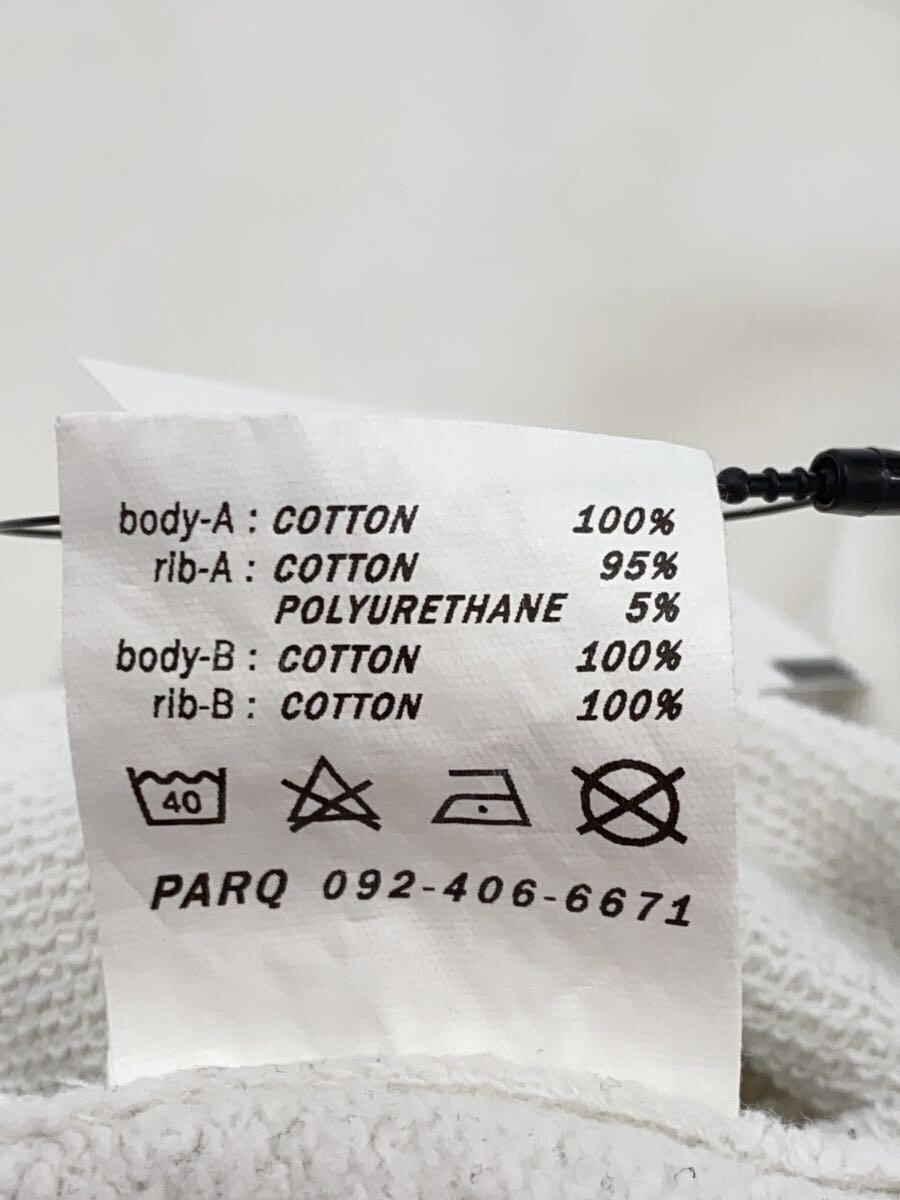 body-A : COTTON 100%
rib-A : COTTON 95%
POLYURETHANE 5%
body-B : COTTON 100%
rib-B : COTTON 100%
40
PARQ 092-406-6671